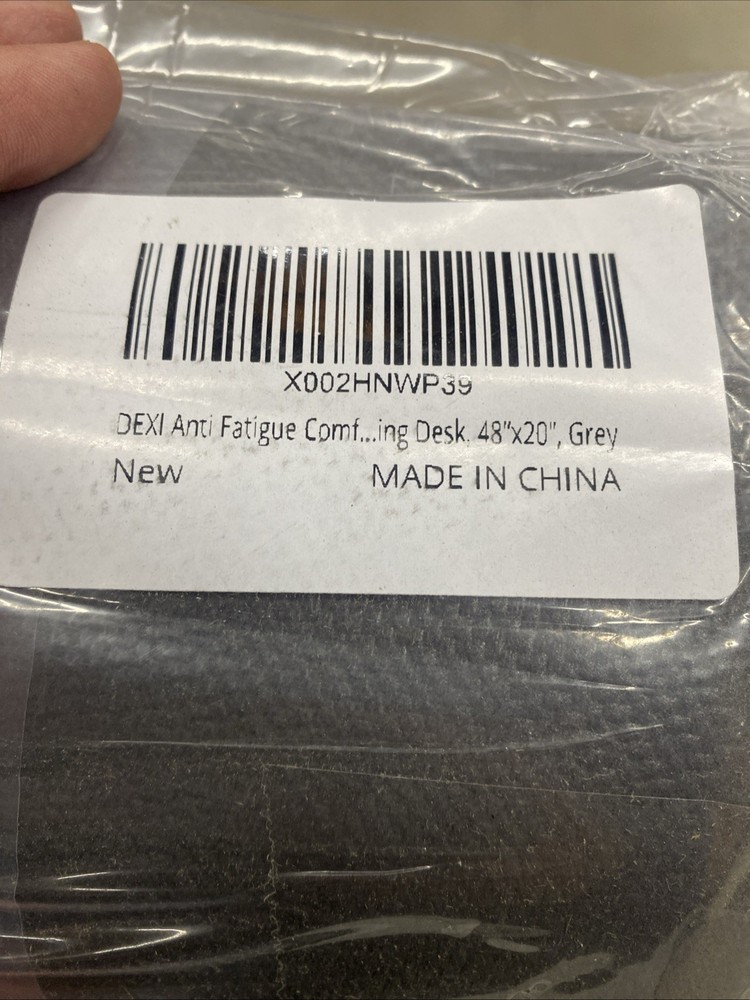 X002HNWP39
DEXI Anti Fatigue Comf...ing Desk, 48"x20", Grey
New MADE IN CHINA